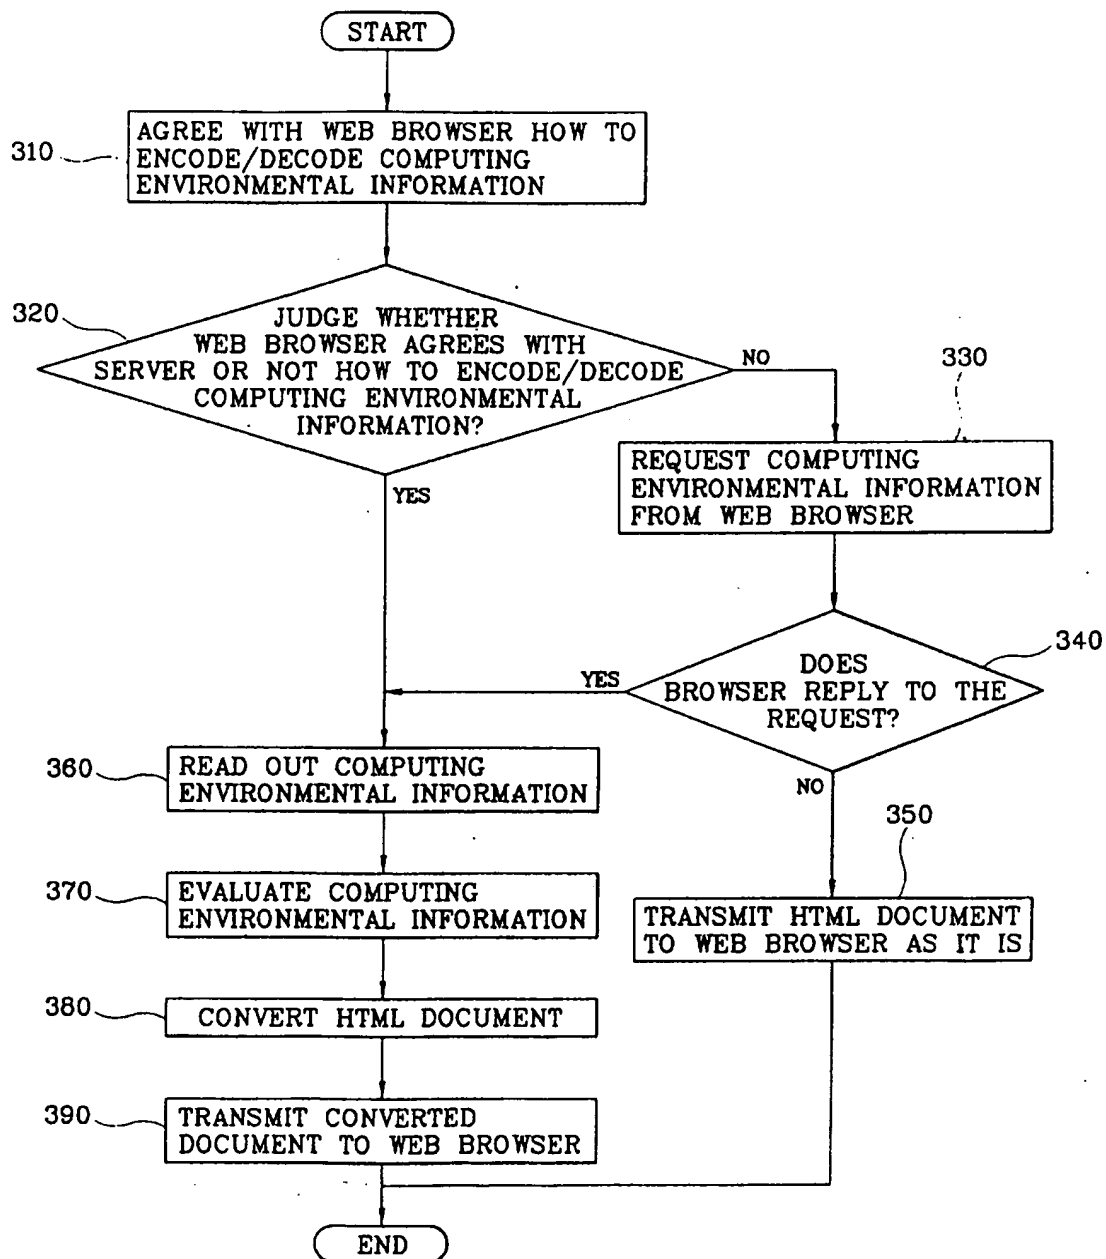 START
310
AGREE WITH WEB BROWSER HOW TO
ENCODE/DECODE COMPUTING
ENVIRONMENTAL INFORMATION
320
JUDGE WHETHER
WEB BROWSER AGREES WITH
SERVER OR NOT HOW TO ENCODE/DECODE
COMPUTING ENVIRONMENTAL
INFORMATION?
NO
YES
330
REQUEST COMPUTING
ENVIRONMENTAL INFORMATION
FROM WEB BROWSER
340
DOES
BROWSER REPLY TO THE
REQUEST?
YES
NO
350
TRANSMIT HTML DOCUMENT
TO WEB BROWSER AS IT IS
360
READ OUT COMPUTING
ENVIRONMENTAL INFORMATION
370
EVALUATE COMPUTING
ENVIRONMENTAL INFORMATION
380
CONVERT HTML DOCUMENT
390
TRANSMIT CONVERTED
DOCUMENT TO WEB BROWSER
END